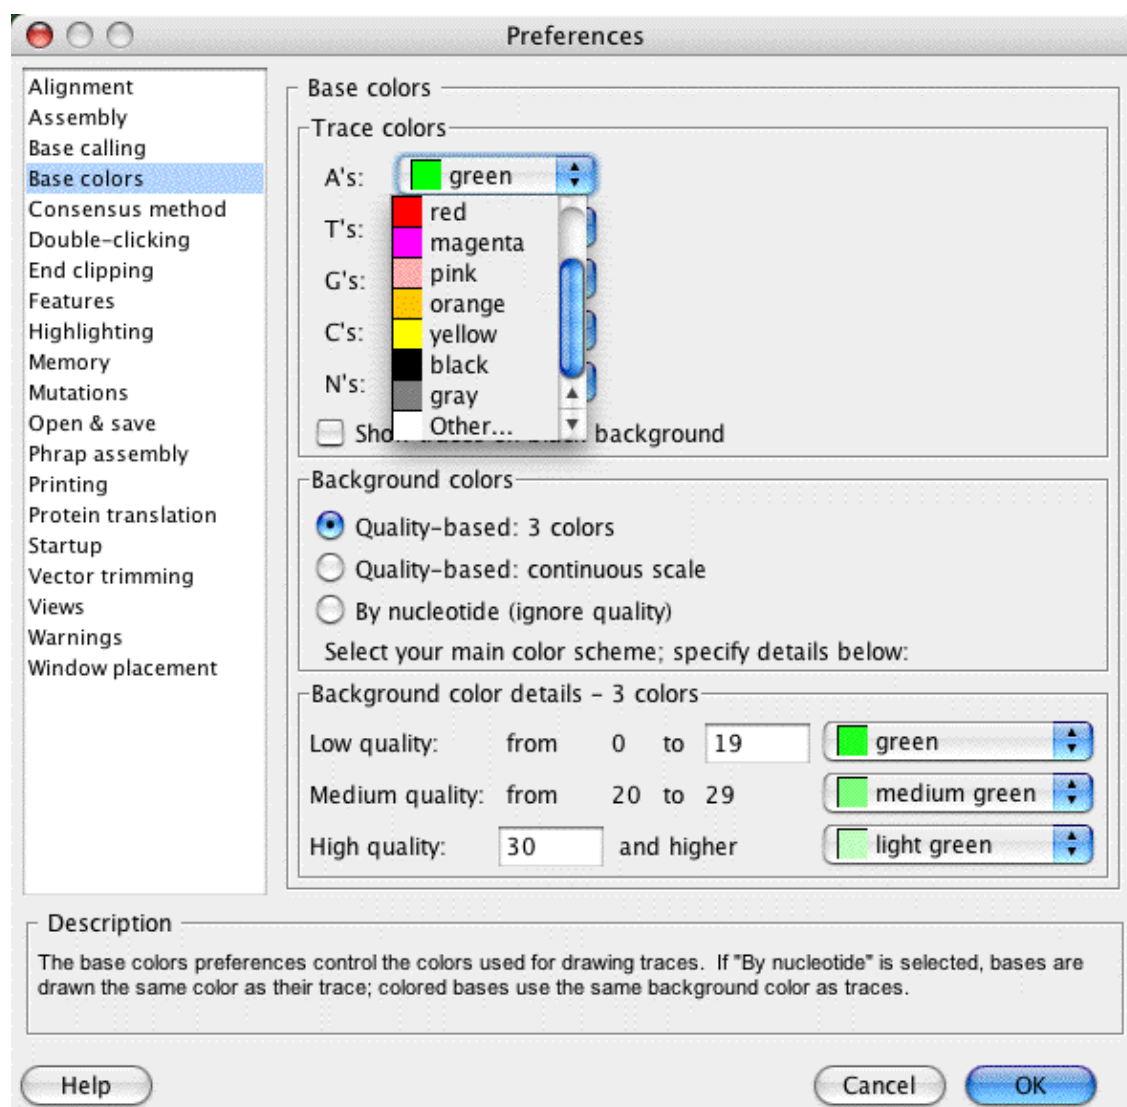 Preferences
Alignment
Assembly
Base calling
Base colors
Consensus method
Double-clicking
End clipping
Features
Highlighting
Memory
Mutations
Open & save
Phrap assembly
Printing
Protein translation
Startup
Vector trimming
Views
Warnings
Window placement
Base colors
Trace colors
A's: green
red
T's:
magenta
G's: pink
orange
C's: yellow
black
N's: gray
Other...
background
Background colors
Quality-based: 3 colors
Quality-based: continuous scale
By nucleotide (ignore quality)
Select your main color scheme; specify details below:
Background color details - 3 colors
Low quality: from 0 to 19 green
Medium quality: from 20 to 29 medium green
High quality: 30 and higher light green
Description
The base colors preferences control the colors used for drawing traces. If "By nucleotide" is selected, bases are
drawn the same color as their trace; colored bases use the same background color as traces.
Help Cancel OK